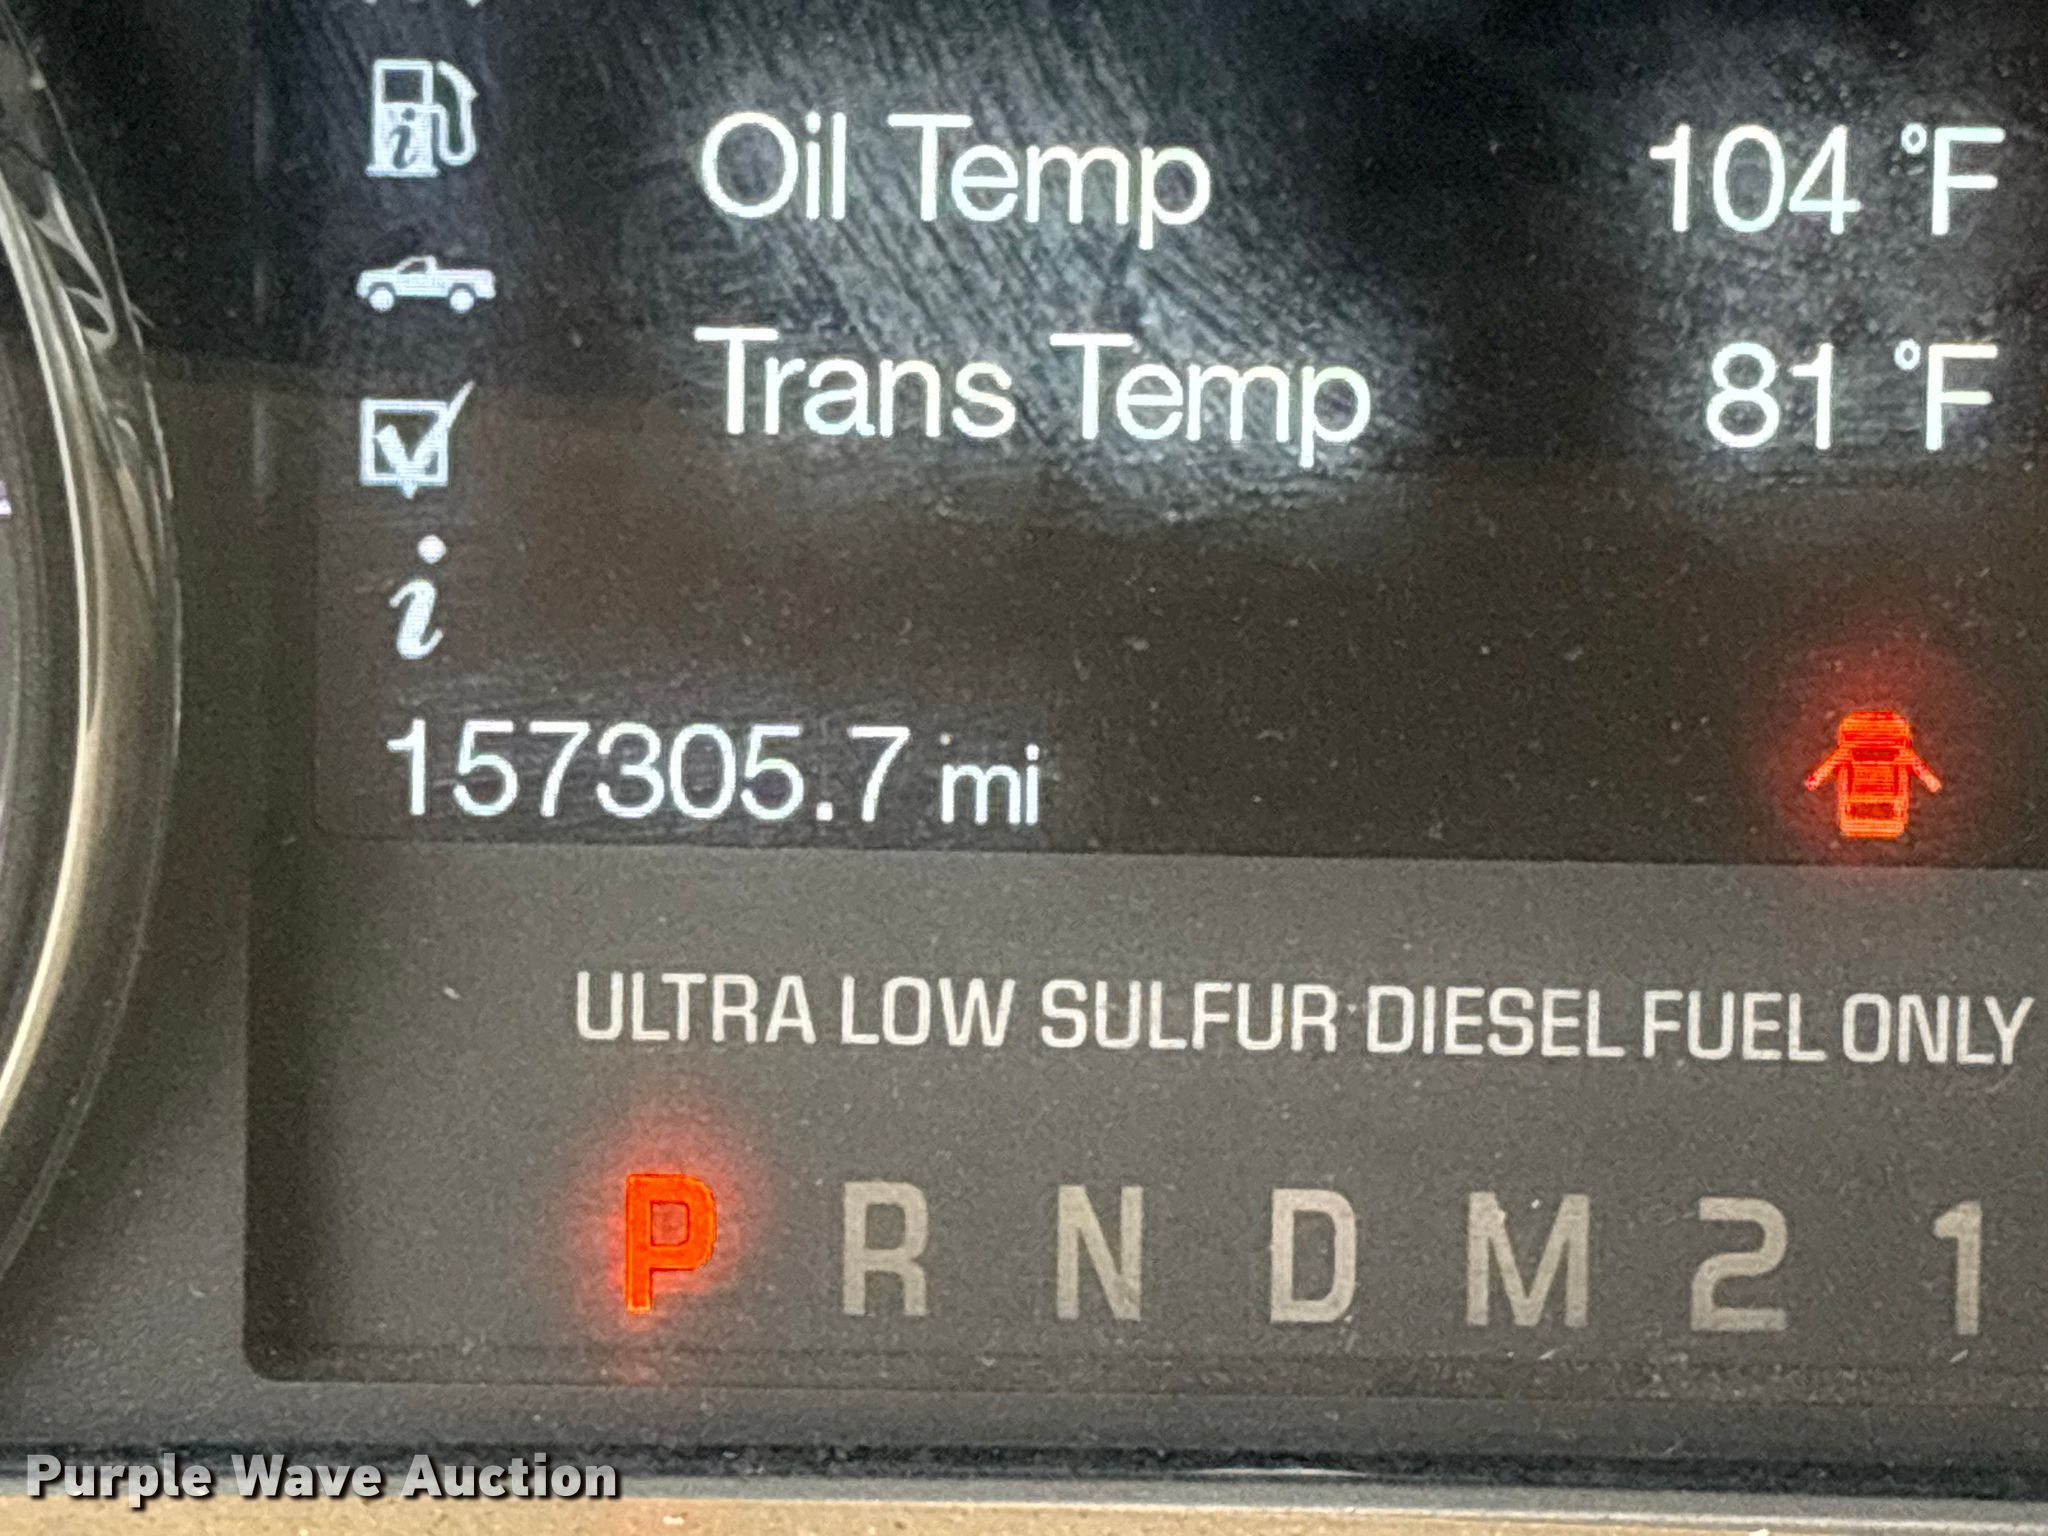 Oil Temp 104 °F
Trans Temp 81 °F
157305.7 mi
ULTRA LOW SULFUR DIESEL FUEL ONLY
P R N D M 2 1
Purple Wave Auction